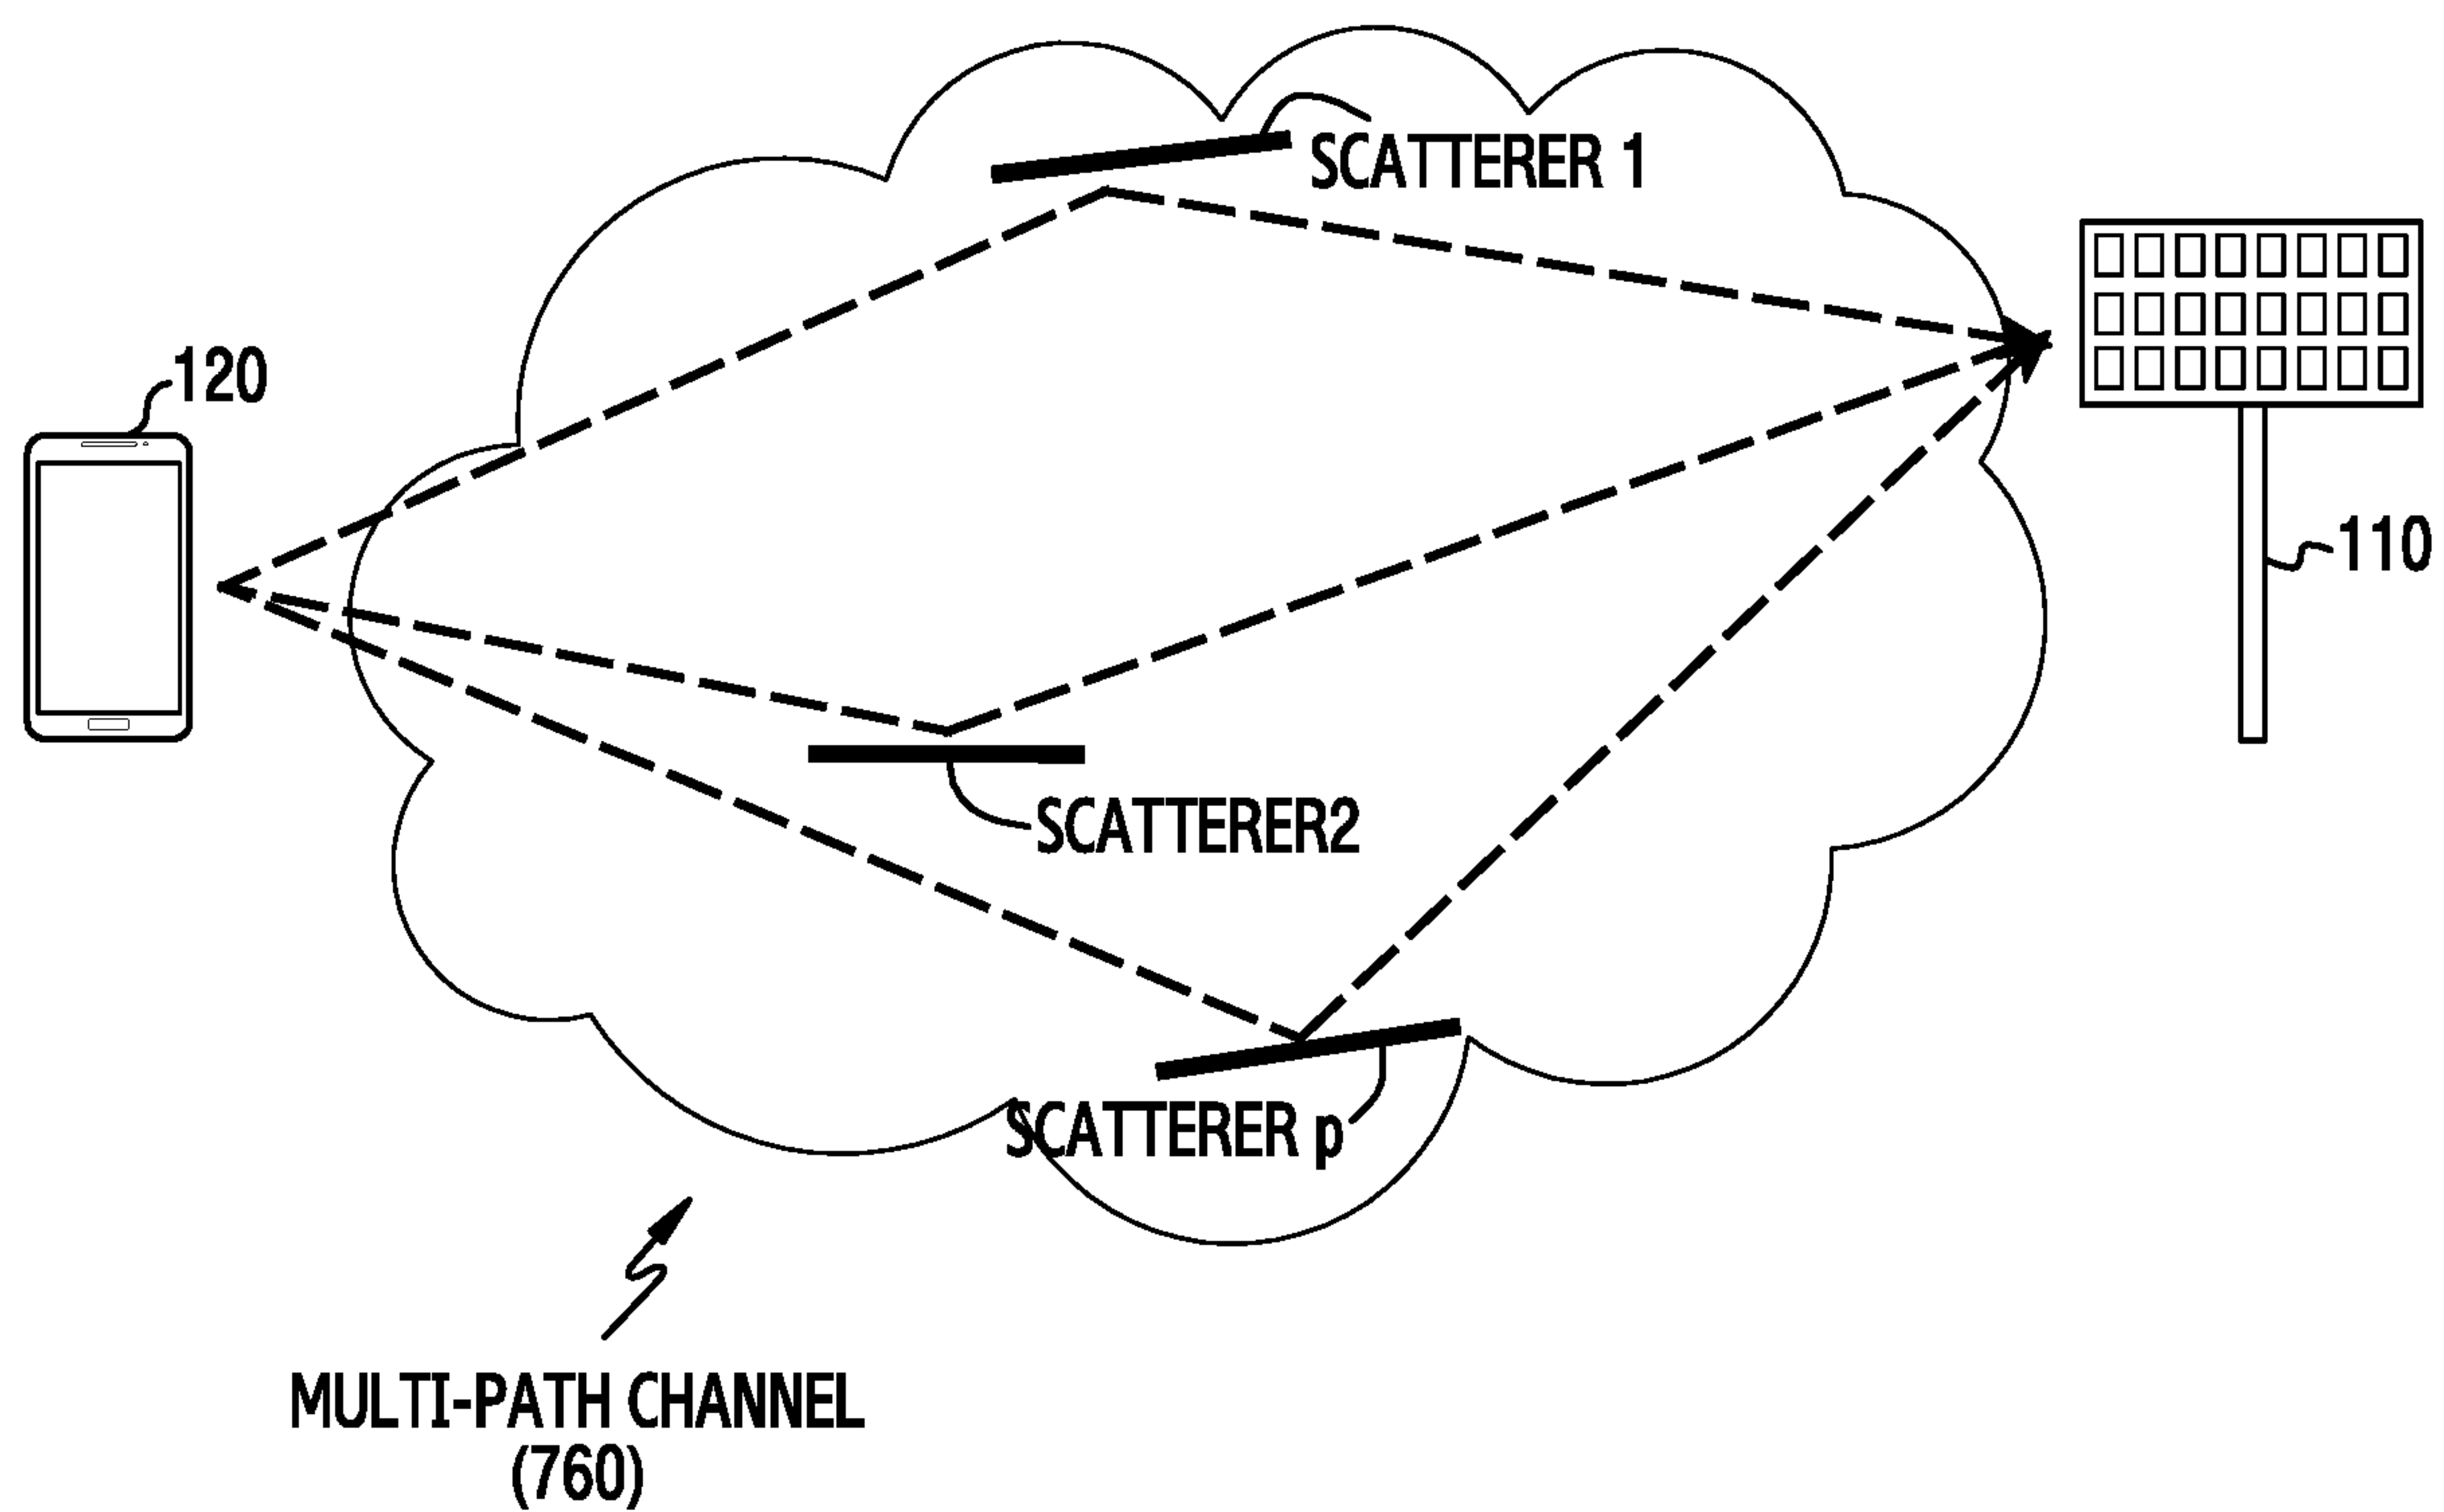 SCATTERER 1
120
110
SCATTERER2
SCATTERER p
MULTI-PATH CHANNEL
(760)